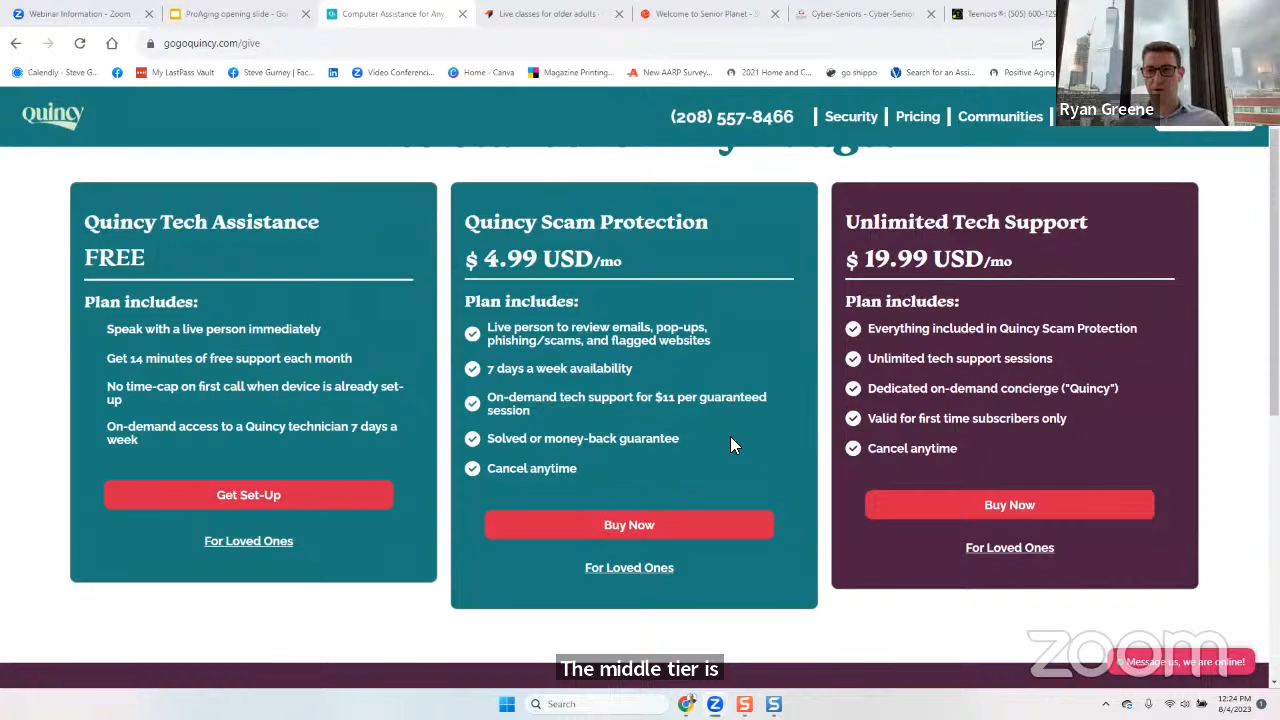 Video Conferencing - Zoo
ProAging opening slide - Goo
Computer Assistance for Any
Live classes for older adults
Welcome to Senior Planet - S
Cyber-Seniors - Cyber-Senior
Teeniors®: (505) 600-129
gogoquincy.com/give
Calendly - Steve G...
My LastPass Vault
Steve Gurney | Fac...
Video Conferenci...
Home - Canva
Magazine Printing,...
New AARP Survey...
2021 Home and C...
go shippo
Search for an Assi...
Positive Aging
Ryan Greene
quincy
(208) 557-8466
Security
Pricing
Communities
Quincy Tech Assistance
FREE
Plan includes:
Speak with a live person immediately
Get 14 minutes of free support each month
No time-cap on first call when device is already set-
up
On-demand access to a Quincy technician 7 days a
week
Get Set-Up
For Loved Ones
Quincy Scam Protection
$ 4.99 USD/mo
Plan includes:
Live person to review emails, pop-ups,
phishing/scams, and flagged websites
7 days a week availability
On-demand tech support for $11 per guaranteed
session
Solved or money-back guarantee
Cancel anytime
Buy Now
For Loved Ones
Unlimited Tech Support
$ 19.99 USD/mo
Plan includes:
Everything included in Quincy Scam Protection
Unlimited tech support sessions
Dedicated on-demand concierge ("Quincy")
Valid for first time subscribers only
Cancel anytime
Buy Now
For Loved Ones
zoom
Message us, we are online!
The middle tier is
Search
12:24 PM
8/4/2023